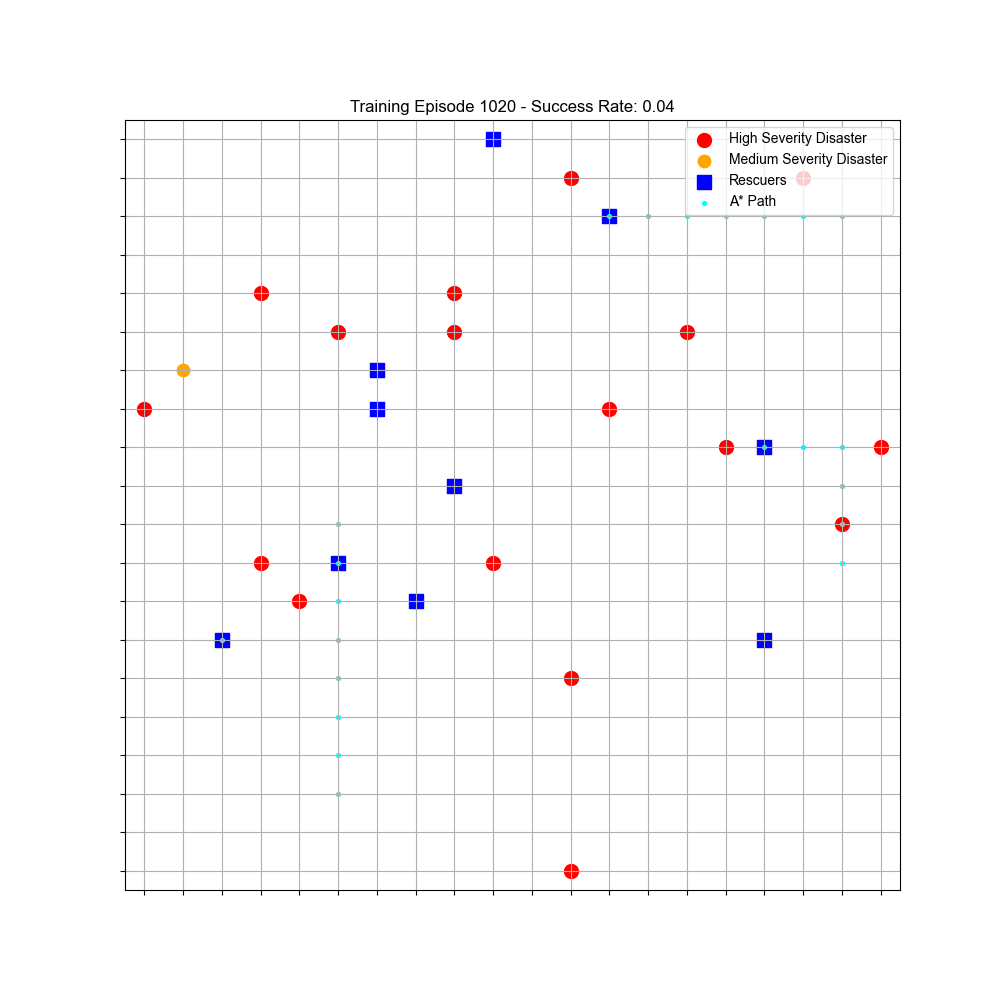 Training Episode 1020 - Success Rate: 0.04
High Severity Disaster
Medium Severity Disaster
Rescuers
A* Path